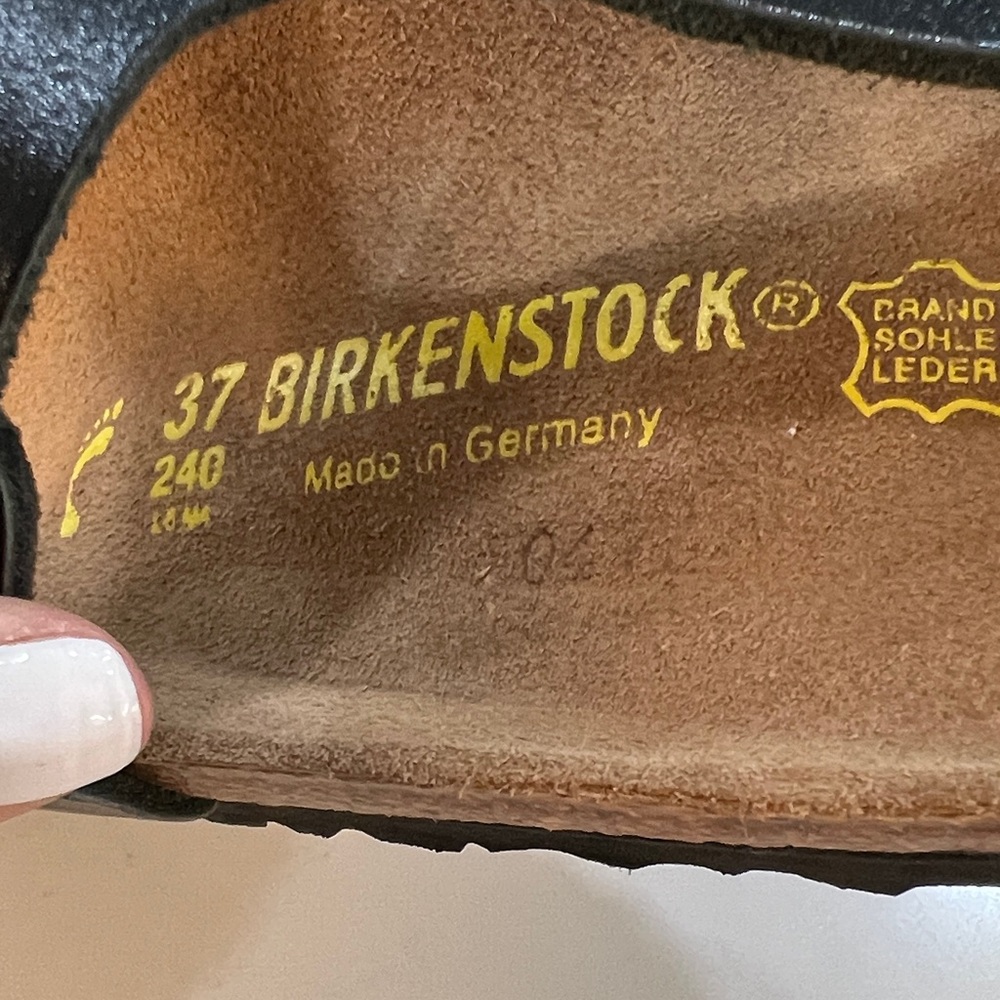 37 BIRKENSTOCK®
240
Made in Germany
BRAND
SOHLE
LEDER